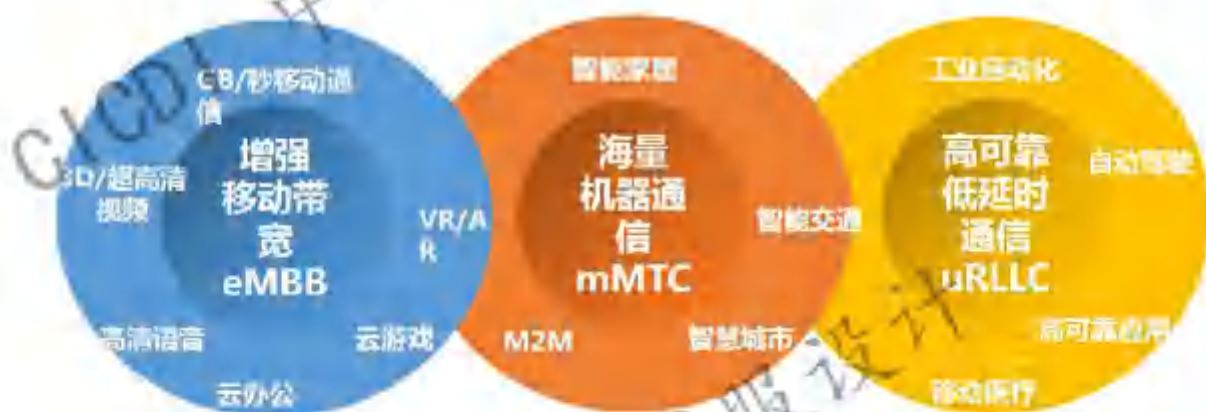 GB/秒移动通
信
增强
移动带
宽
eMBB
3D/超高清
视频
VR/A
R
高清语音
云游戏
云办公
智能家居
海量
机器通
信
mMTC
智能交通
M2M
智慧城市
工业自动化
高可靠
低延时
通信
uRLLC
自动驾驶
高可靠应用
移动医疗
CICDI
设计